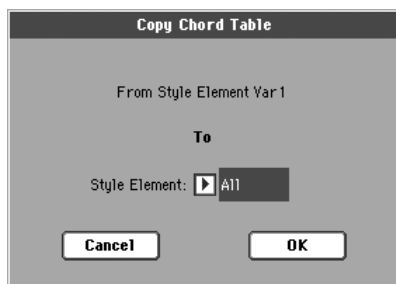 Copy Chord Table
From Style Element Var1
To
Style Element: All
Cancel OK